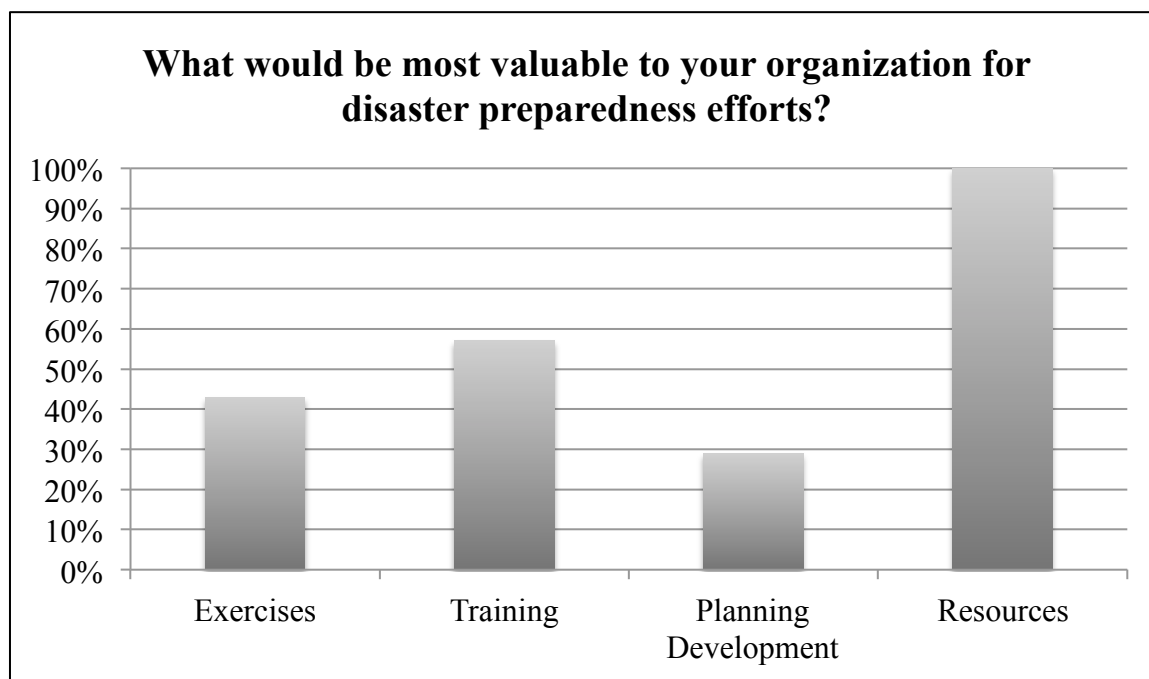 What would be most valuable to your organization for
disaster preparedness efforts?
100%
90%
80%
70%
60%
50%
40%
30%
20%
10%
0%
Exercises
Training
Planning
Development
Resources